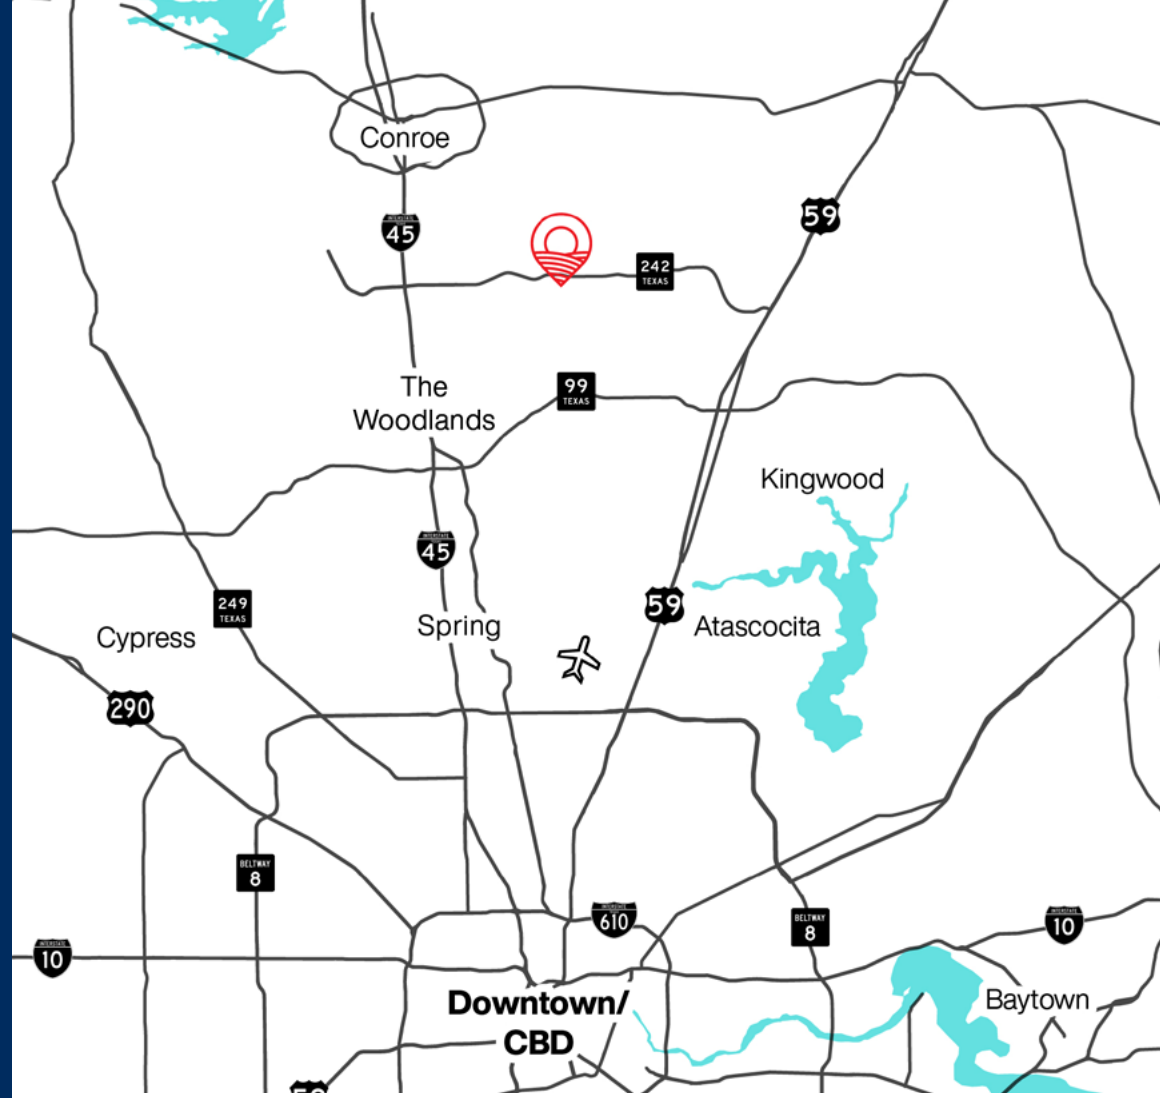 Conroe
INTERSTATE
45
59
242
TEXAS
The
Woodlands
99
TEXAS
Kingwood
INTERSTATE
45
249
TEXAS
59
Spring
Atascocita
Cypress
290
BELTWAY
8
INTERSTATE
610
BELTWAY
8
INTERSTATE
10
INTERSTATE
10
Downtown/
CBD
Baytown